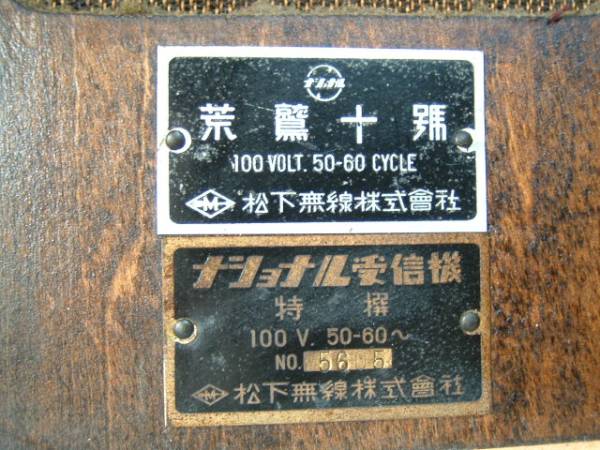 荒鷲十號
100 VOLT. 50-60 CYCLE
M 松下無線株式會社
ナショナル受信機
特撰
100 V. 50-60～
NO. 56 5
M 松下無線株式會社